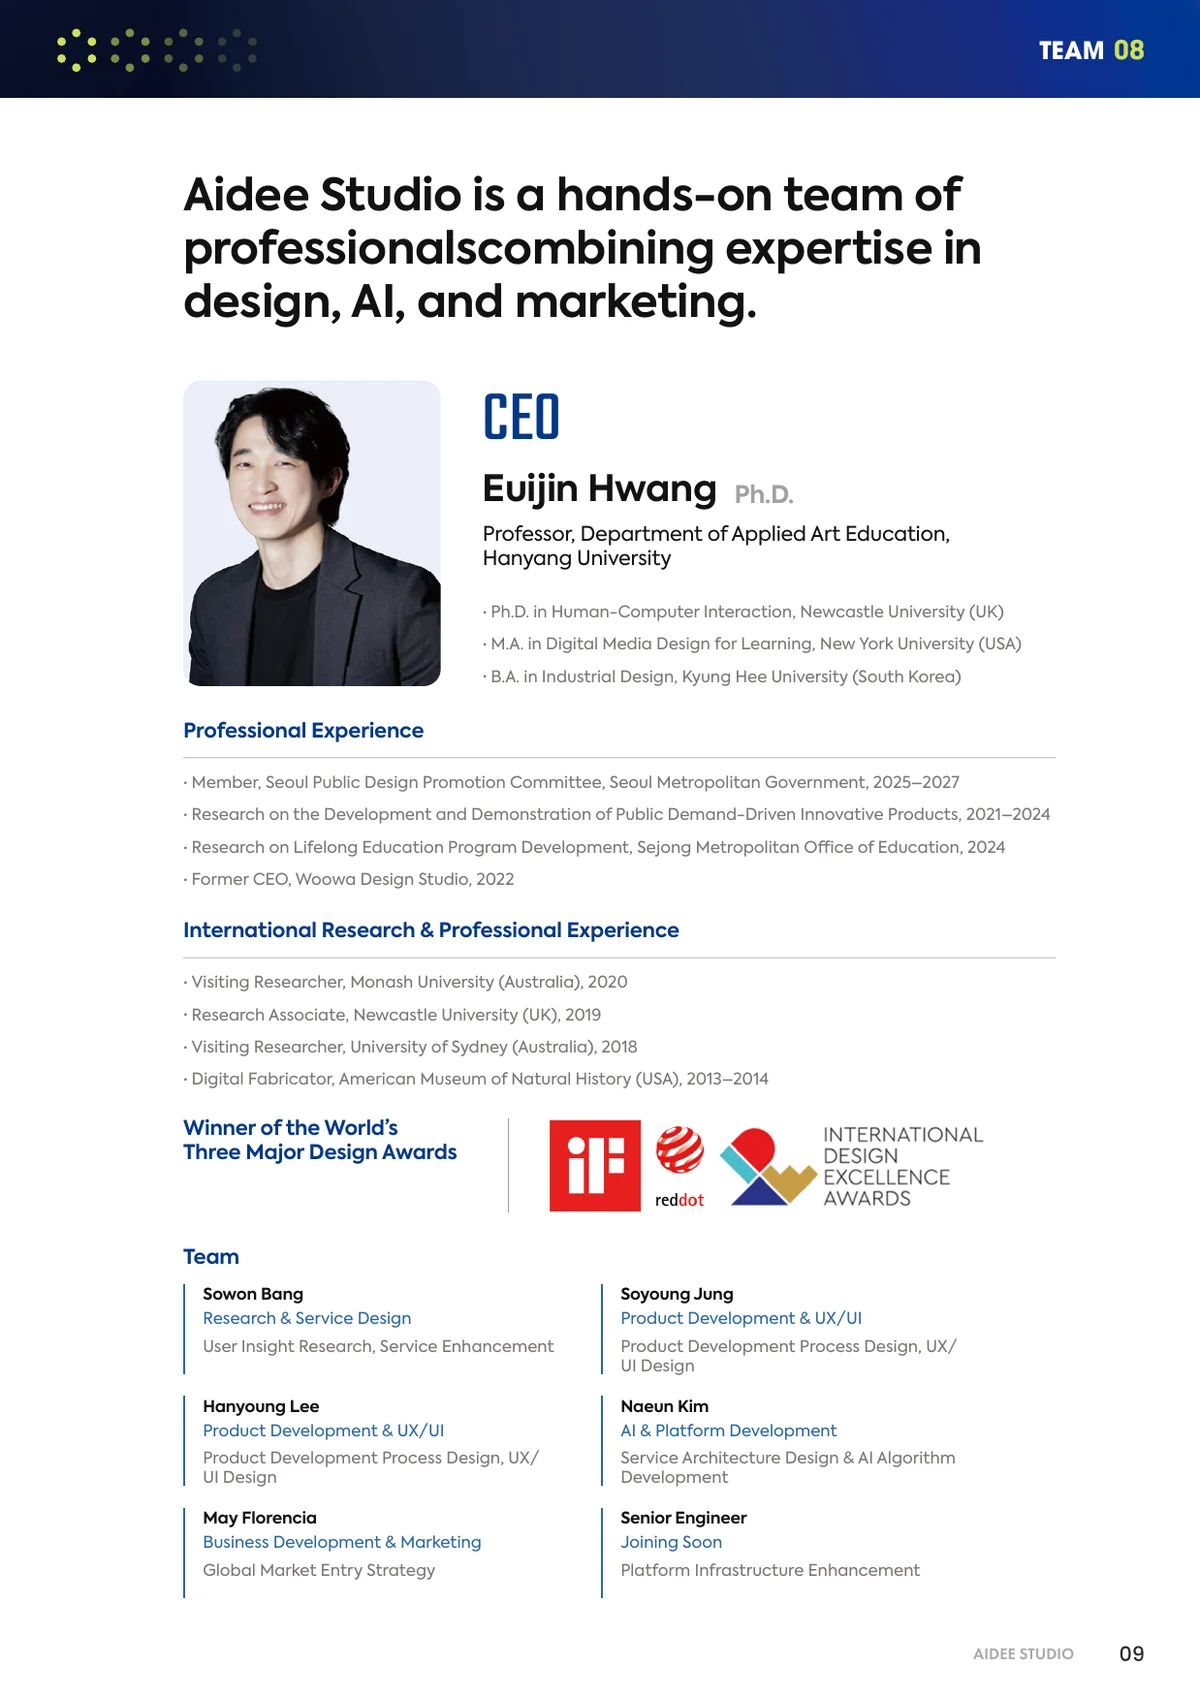 TEAM 08
Aidee Studio is a hands-on team of
professionalscombining expertise in
design, AI, and marketing.
CEO
Euijin Hwang Ph.D.
Professor, Department of Applied Art Education,
Hanyang University
· Ph.D. in Human-Computer Interaction, Newcastle University (UK)
· M.A. in Digital Media Design for Learning, New York University (USA)
· B.A. in Industrial Design, Kyung Hee University (South Korea)
Professional Experience
· Member, Seoul Public Design Promotion Committee, Seoul Metropolitan Government, 2025–2027
· Research on the Development and Demonstration of Public Demand-Driven Innovative Products, 2021–2024
· Research on Lifelong Education Program Development, Sejong Metropolitan Office of Education, 2024
· Former CEO, Woowa Design Studio, 2022
International Research & Professional Experience
· Visiting Researcher, Monash University (Australia), 2020
· Research Associate, Newcastle University (UK), 2019
· Visiting Researcher, University of Sydney (Australia), 2018
· Digital Fabricator, American Museum of Natural History (USA), 2013–2014
Winner of the World's
Three Major Design Awards
iF
reddot
INTERNATIONAL
DESIGN
EXCELLENCE
AWARDS
Team
Sowon Bang
Research & Service Design
User Insight Research, Service Enhancement
Soyoung Jung
Product Development & UX/UI
Product Development Process Design, UX/
UI Design
Hanyoung Lee
Product Development & UX/UI
Product Development Process Design, UX/
UI Design
Naeun Kim
AI & Platform Development
Service Architecture Design & AI Algorithm
Development
May Florencia
Business Development & Marketing
Global Market Entry Strategy
Senior Engineer
Joining Soon
Platform Infrastructure Enhancement
AIDEE STUDIO 09